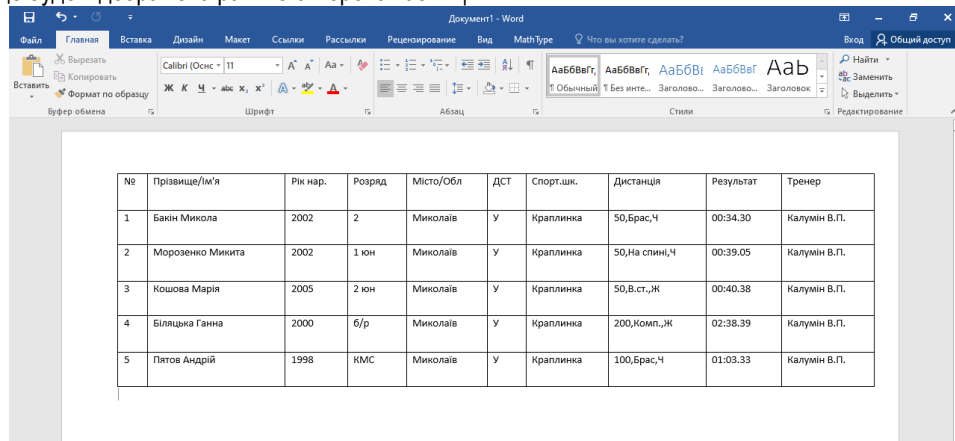 Документ1 - Word
Файл Главная Вставка Дизайн Макет Ссылки Рассылки Рецензирование Вид MathType Что вы хотите сделать? Вход Общий доступ
Вставить
Вырезать
Копировать
Формат по образцу
Буфер обмена
Calibri (Оснс 11 Aa
Ж К Ч abc x₂ x² A A
Шрифт
Абзац
АаБбВвГг, АаБбВвГг, АаБбВı АаБбВвГ АаЬ
¶ Обычный ¶ Без инте... Заголово... Заголово... Заголовок
Стили
Найти
Заменить
Выделить
Редактирование
№ Прізвище/Ім'я Рік нар. Розряд Місто/Обл ДСТ Спорт.шк. Дистанція Результат Тренер
1 Бакін Микола 2002 2 Миколаїв У Краплинка 50,Брас,Ч 00:34.30 Калумін В.П.
2 Морозенко Микита 2002 1 юн Миколаїв У Краплинка 50,На спині,Ч 00:39.05 Калумін В.П.
3 Кошова Марія 2005 2 юн Миколаїв У Краплинка 50,В.ст.,Ж 00:40.38 Калумін В.П.
4 Біляцька Ганна 2000 б/р Миколаїв У Краплинка 200,Комп.,Ж 02:38.39 Калумін В.П.
5 Пятов Андрій 1998 КМС Миколаїв У Краплинка 100,Брас,Ч 01:03.33 Калумін В.П.